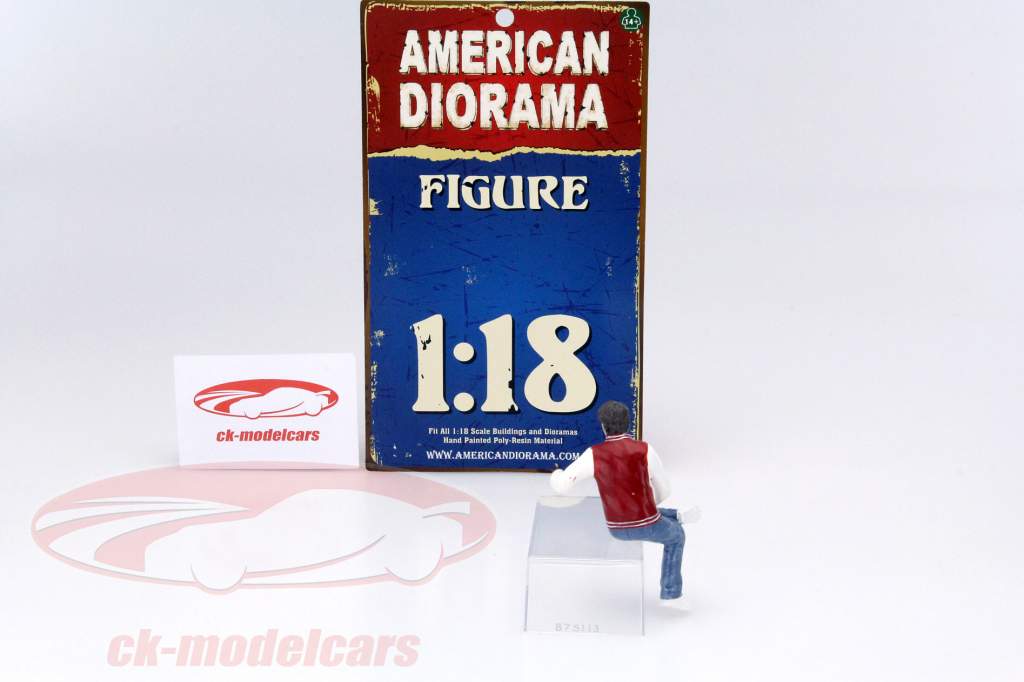 14+
AMERICAN
DIORAMA
FIGURE
1:18
Fit All 1:18 Scale Buildings and Dioramas
Hand Painted Poly-Resin Material
WWW.AMERICANDIORAMA.COM
ck-modelcars
B75113
ck-modelcars